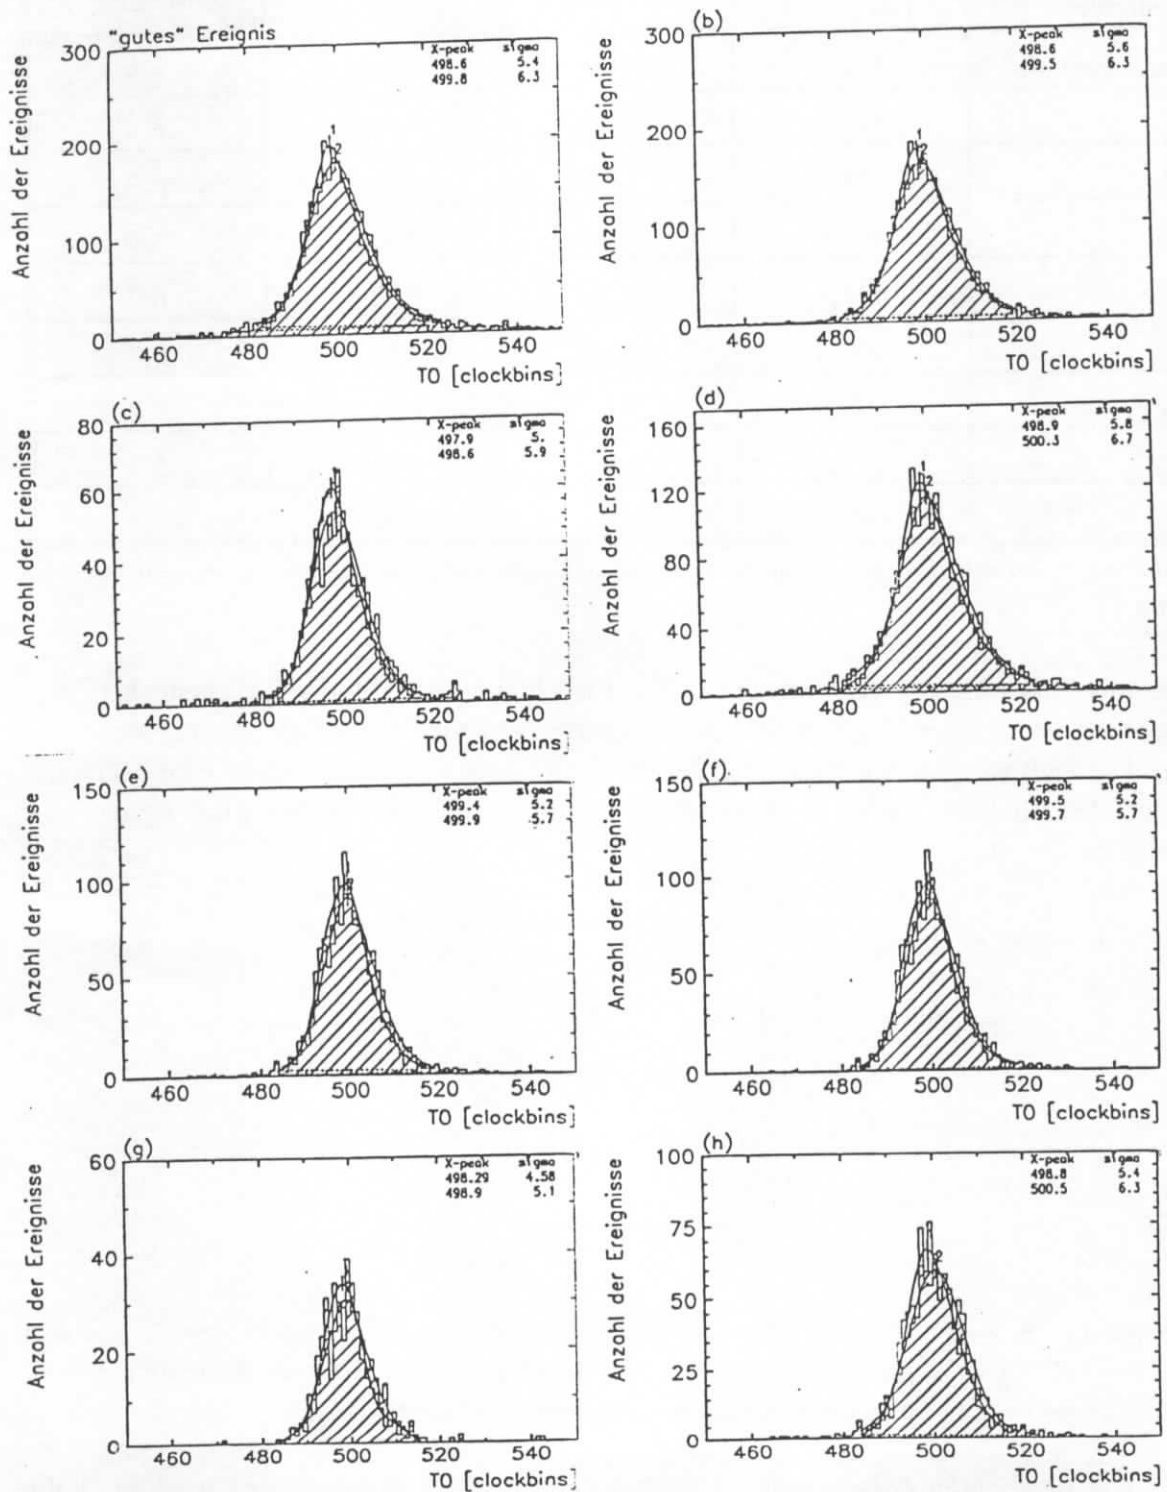 "gutes" Ereignis
Anzahl der Ereignisse
300
200
100
0
X-peak sigma
498.6 5.4
499.8 6.3
1
2
460 480 500 520 540
T0 [clockbins]
(b)
Anzahl der Ereignisse
300
200
100
0
X-peak sigma
498.6 5.6
499.5 6.3
1
2
460 480 500 520 540
T0 [clockbins]
(c)
Anzahl der Ereignisse
80
60
40
20
0
X-peak sigma
497.9 5.
498.6 5.9
460 480 500 520 540
T0 [clockbins]
(d)
Anzahl der Ereignisse
160
120
80
40
0
X-peak sigma
498.9 5.8
500.3 6.7
1
2
460 480 500 520 540
T0 [clockbins]
(e)
Anzahl der Ereignisse
150
100
50
0
X-peak sigma
499.4 5.2
499.9 5.7
460 480 500 520 540
T0 [clockbins]
(f)
Anzahl der Ereignisse
150
100
50
0
X-peak sigma
499.5 5.2
499.7 5.7
460 480 500 520 540
T0 [clockbins]
(g)
Anzahl der Ereignisse
60
40
20
0
X-peak sigma
498.29 4.58
498.9 5.1
460 480 500 520 540
T0 [clockbins]
(h)
Anzahl der Ereignisse
100
75
50
25
0
X-peak sigma
498.8 5.4
500.5 6.3
2
460 480 500 520 540
T0 [clockbins]